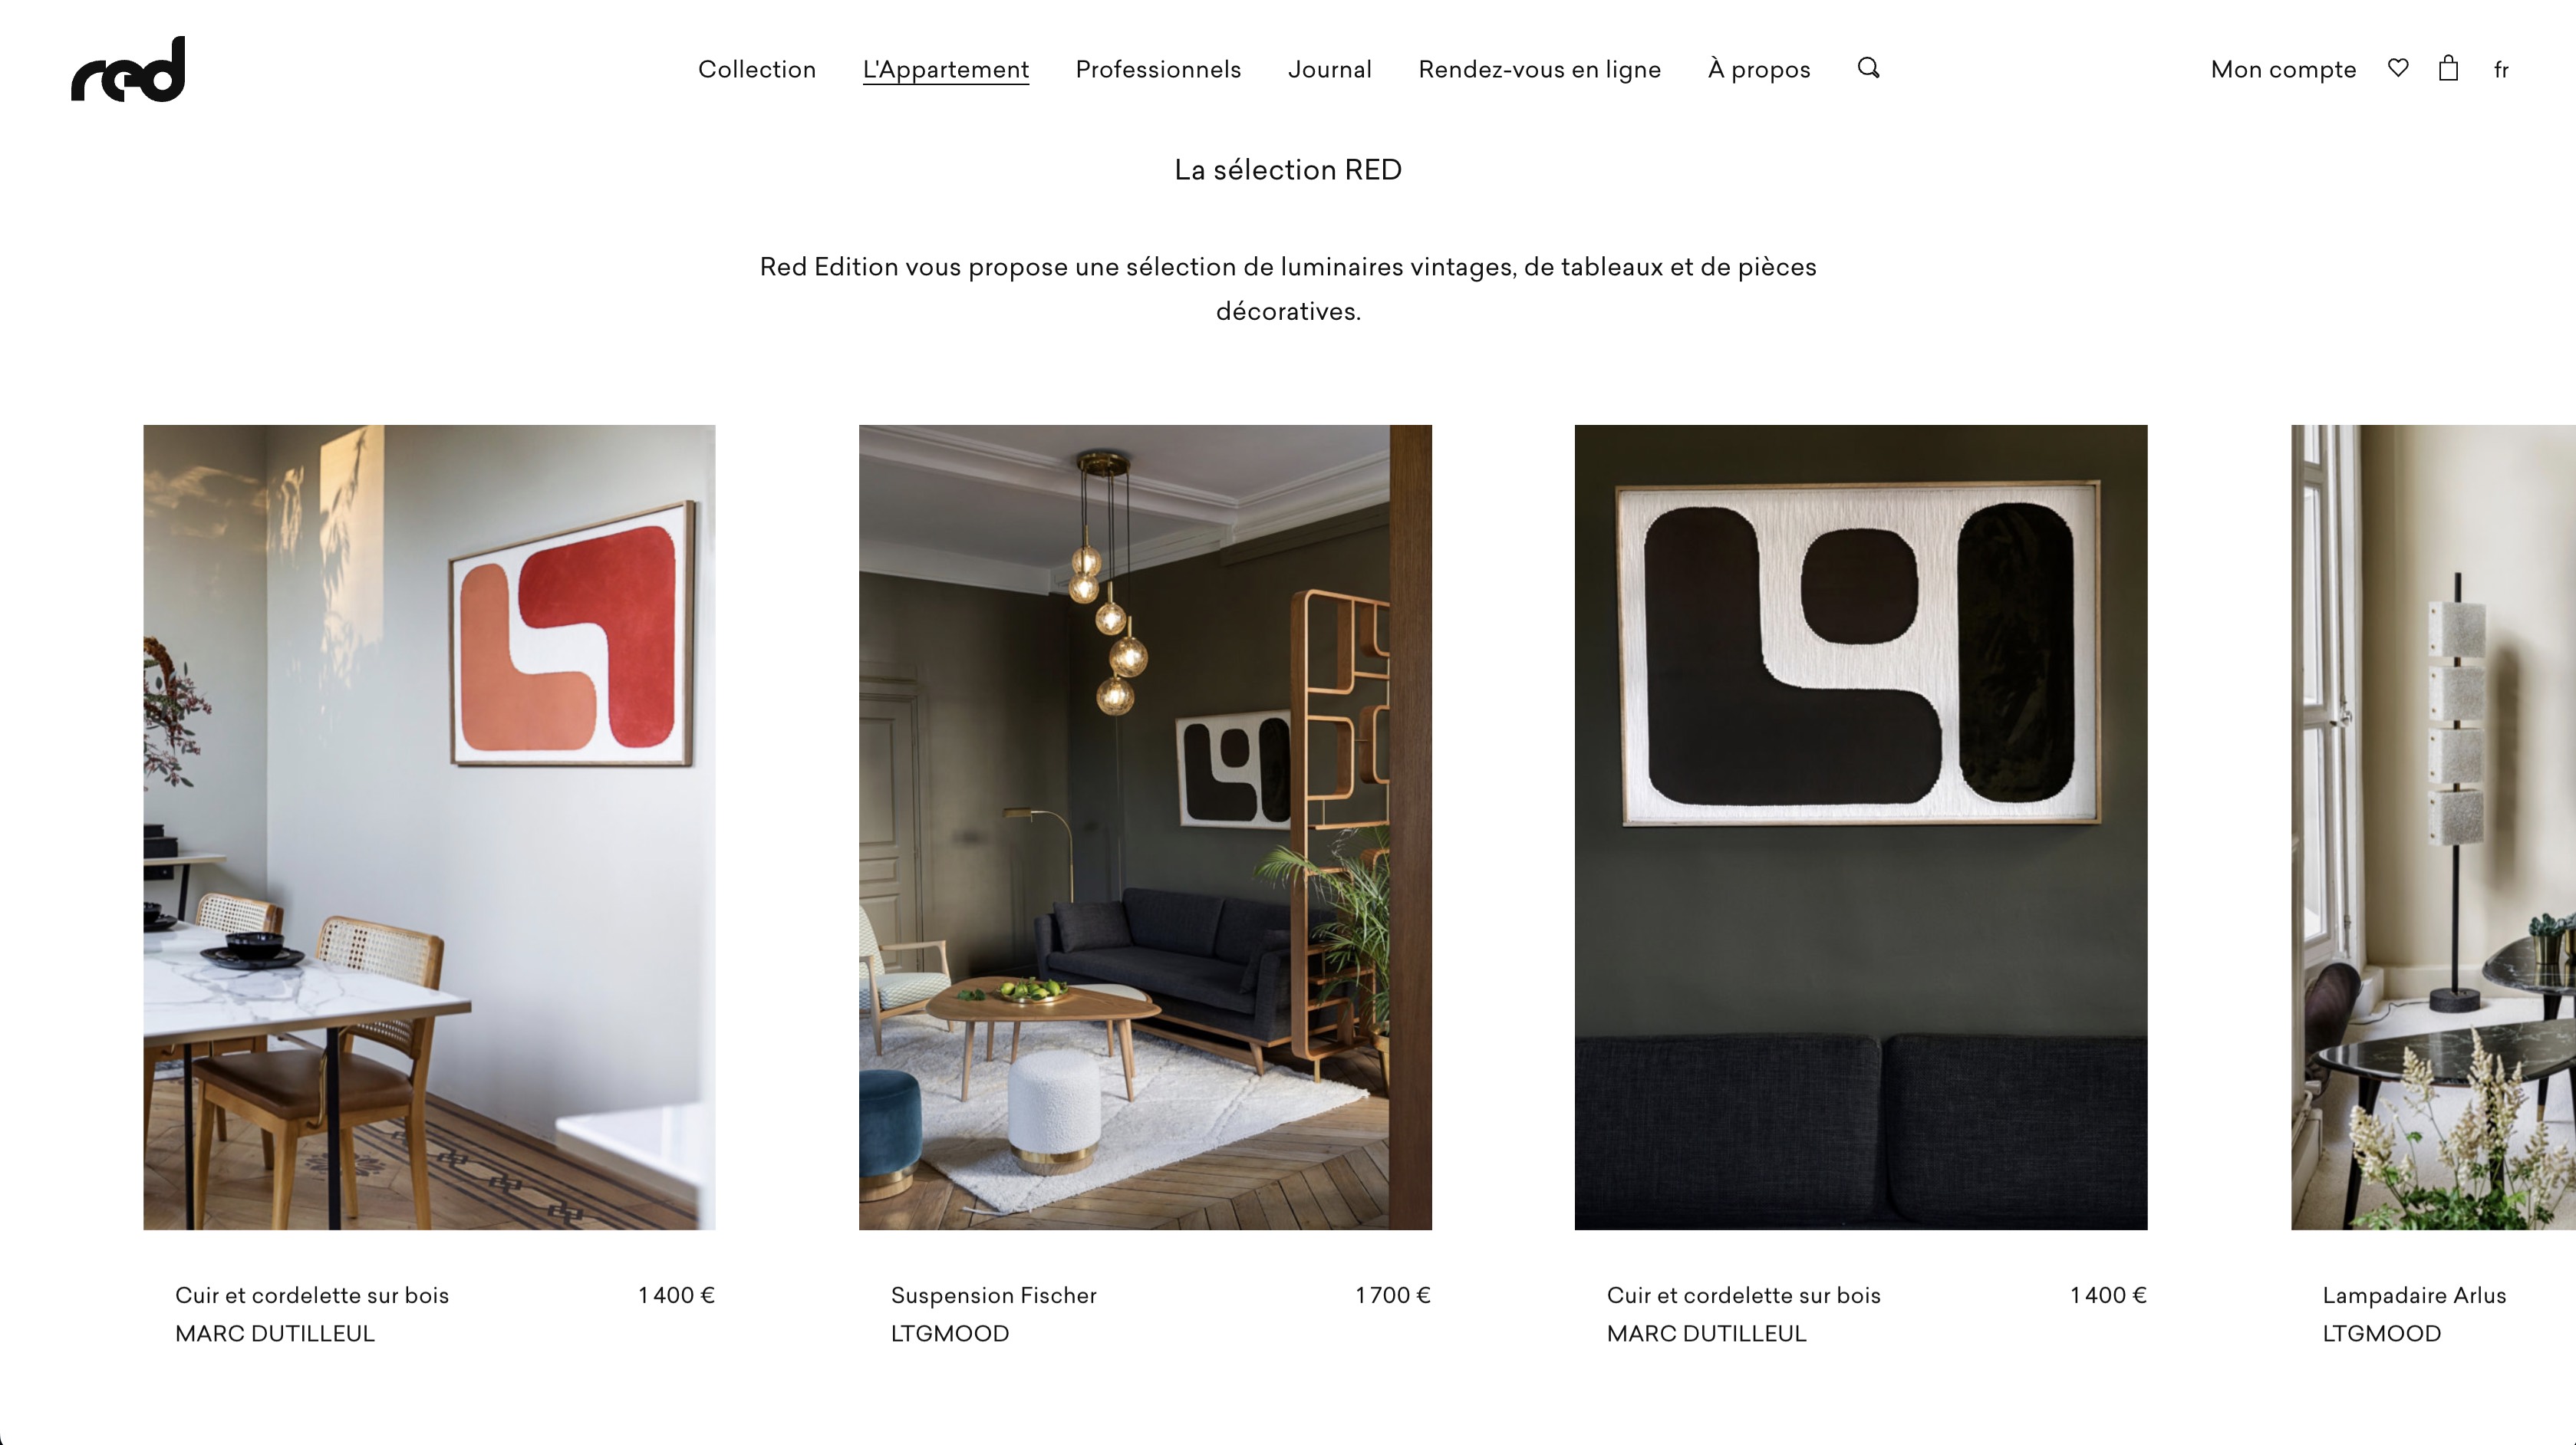 red
Collection L'Appartement Professionnels Journal Rendez-vous en ligne À propos
Mon compte fr
La sélection RED
Red Edition vous propose une sélection de luminaires vintages, de tableaux et de pièces
décoratives.
Cuir et cordelette sur bois 1 400 €
MARC DUTILLEUL
Suspension Fischer 1 700 €
LTGMOOD
Cuir et cordelette sur bois 1 400 €
MARC DUTILLEUL
Lampadaire Arlus
LTGMOOD